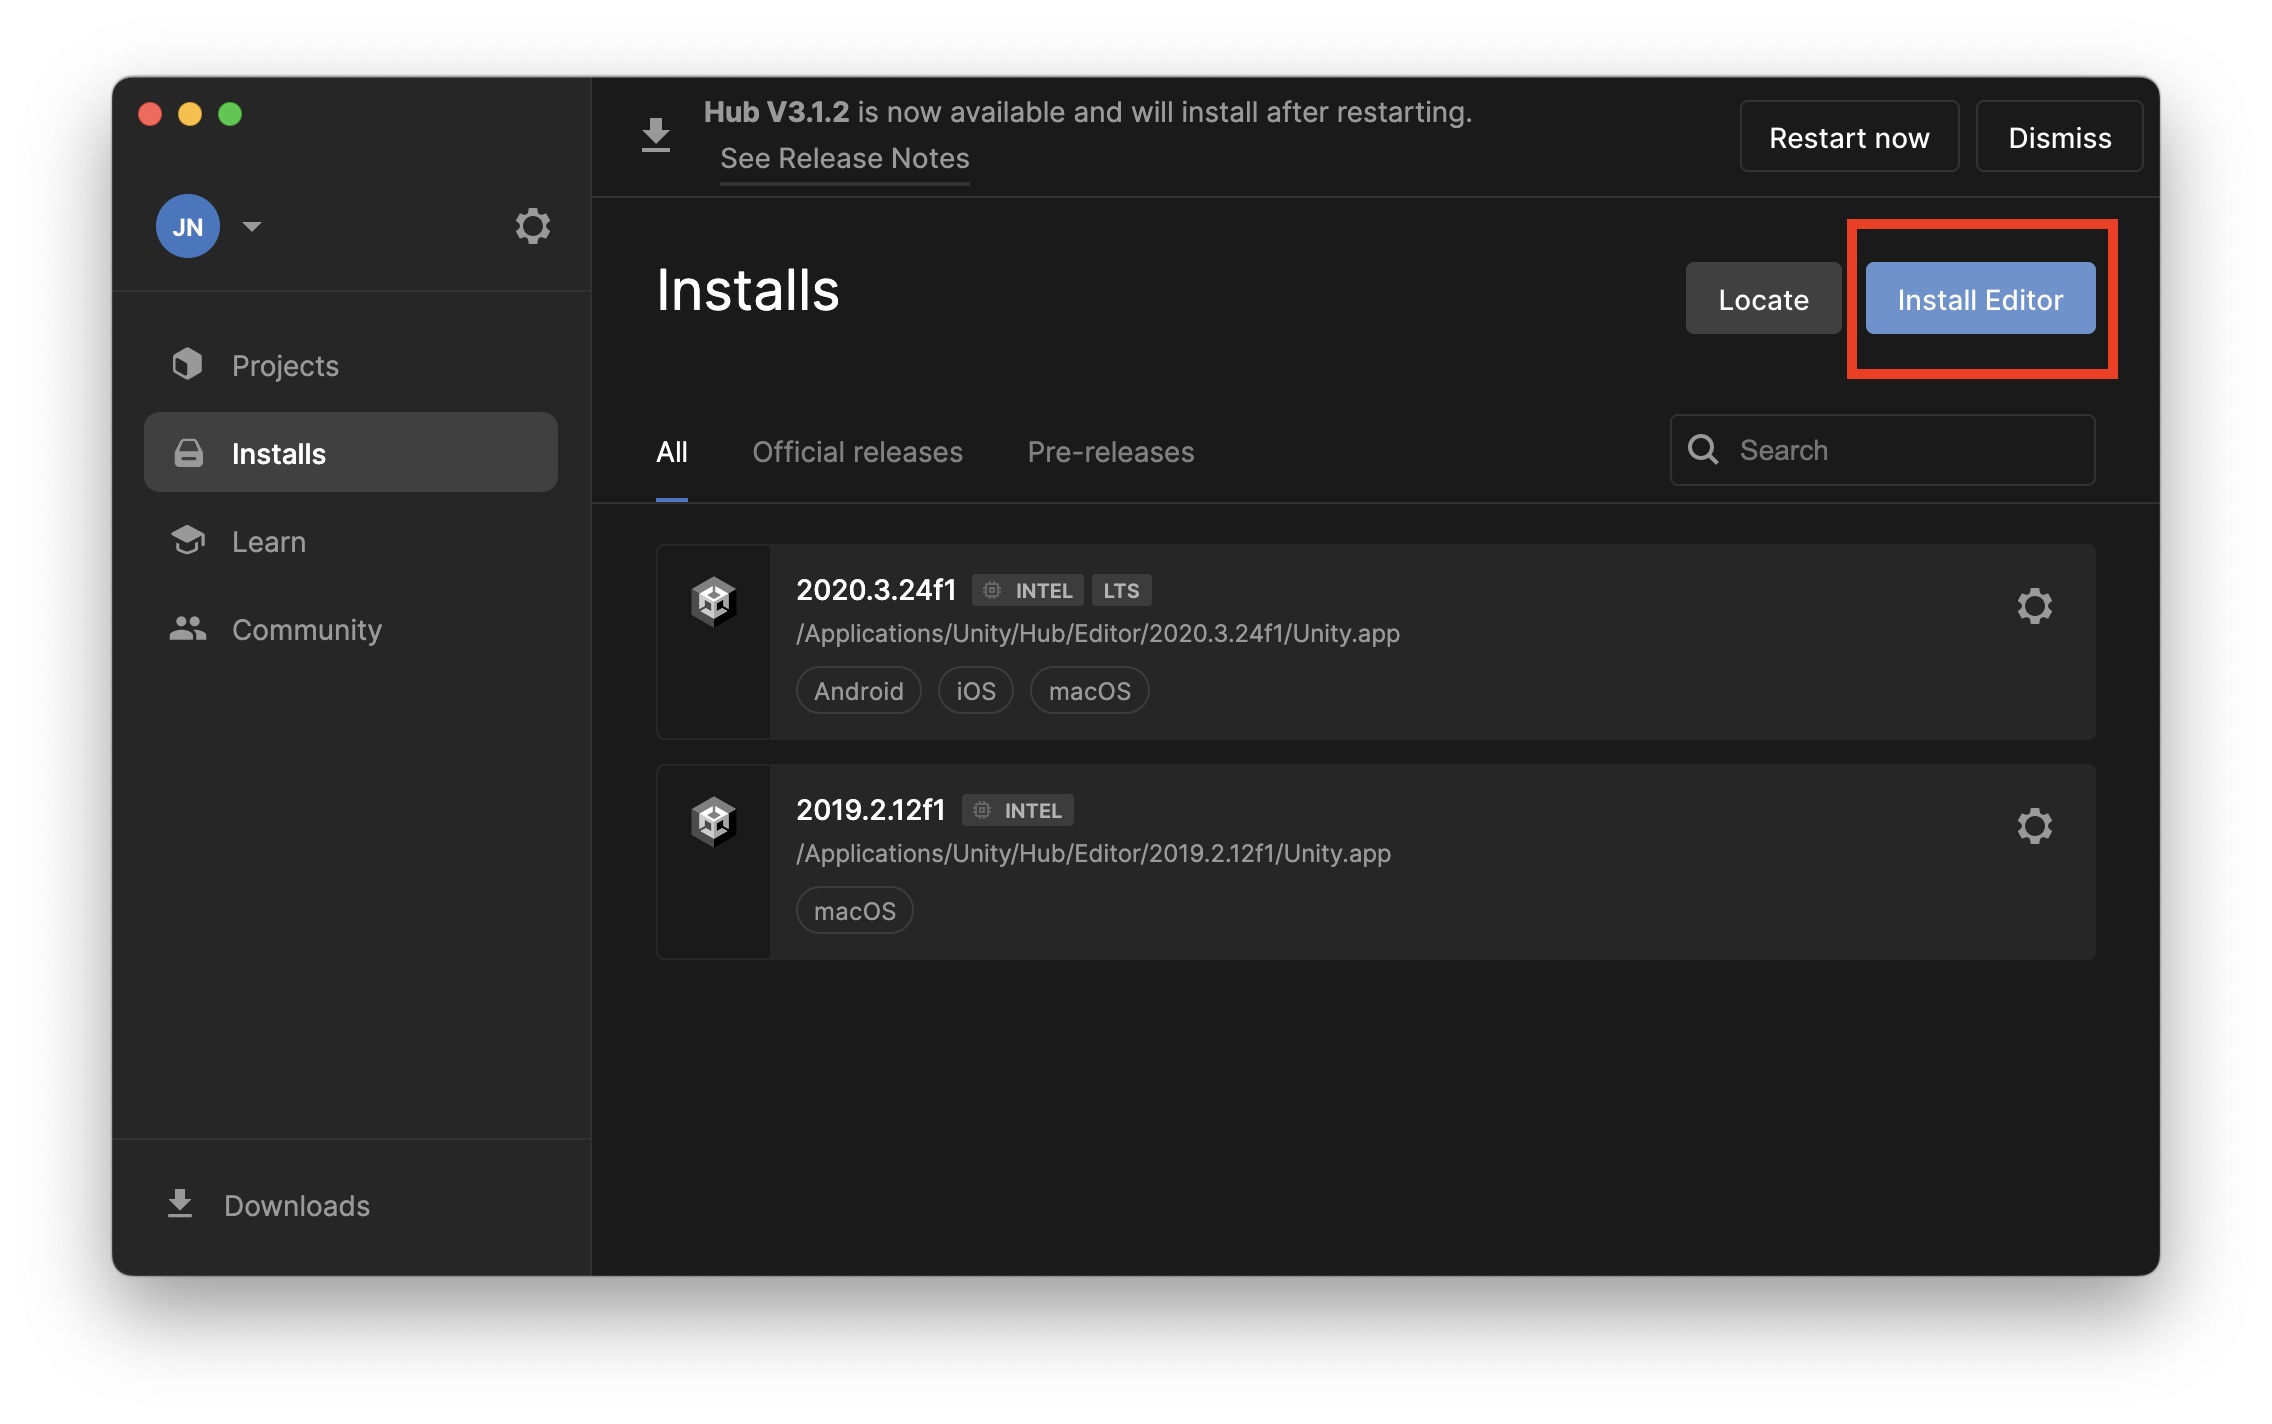 Hub V3.1.2 is now available and will install after restarting.
See Release Notes
Restart now
Dismiss
JN
Projects
Installs
Learn
Community
Downloads
Installs
Locate
Install Editor
All
Official releases
Pre-releases
Search
2020.3.24f1 INTEL LTS
/Applications/Unity/Hub/Editor/2020.3.24f1/Unity.app
Android iOS macOS
2019.2.12f1 INTEL
/Applications/Unity/Hub/Editor/2019.2.12f1/Unity.app
macOS